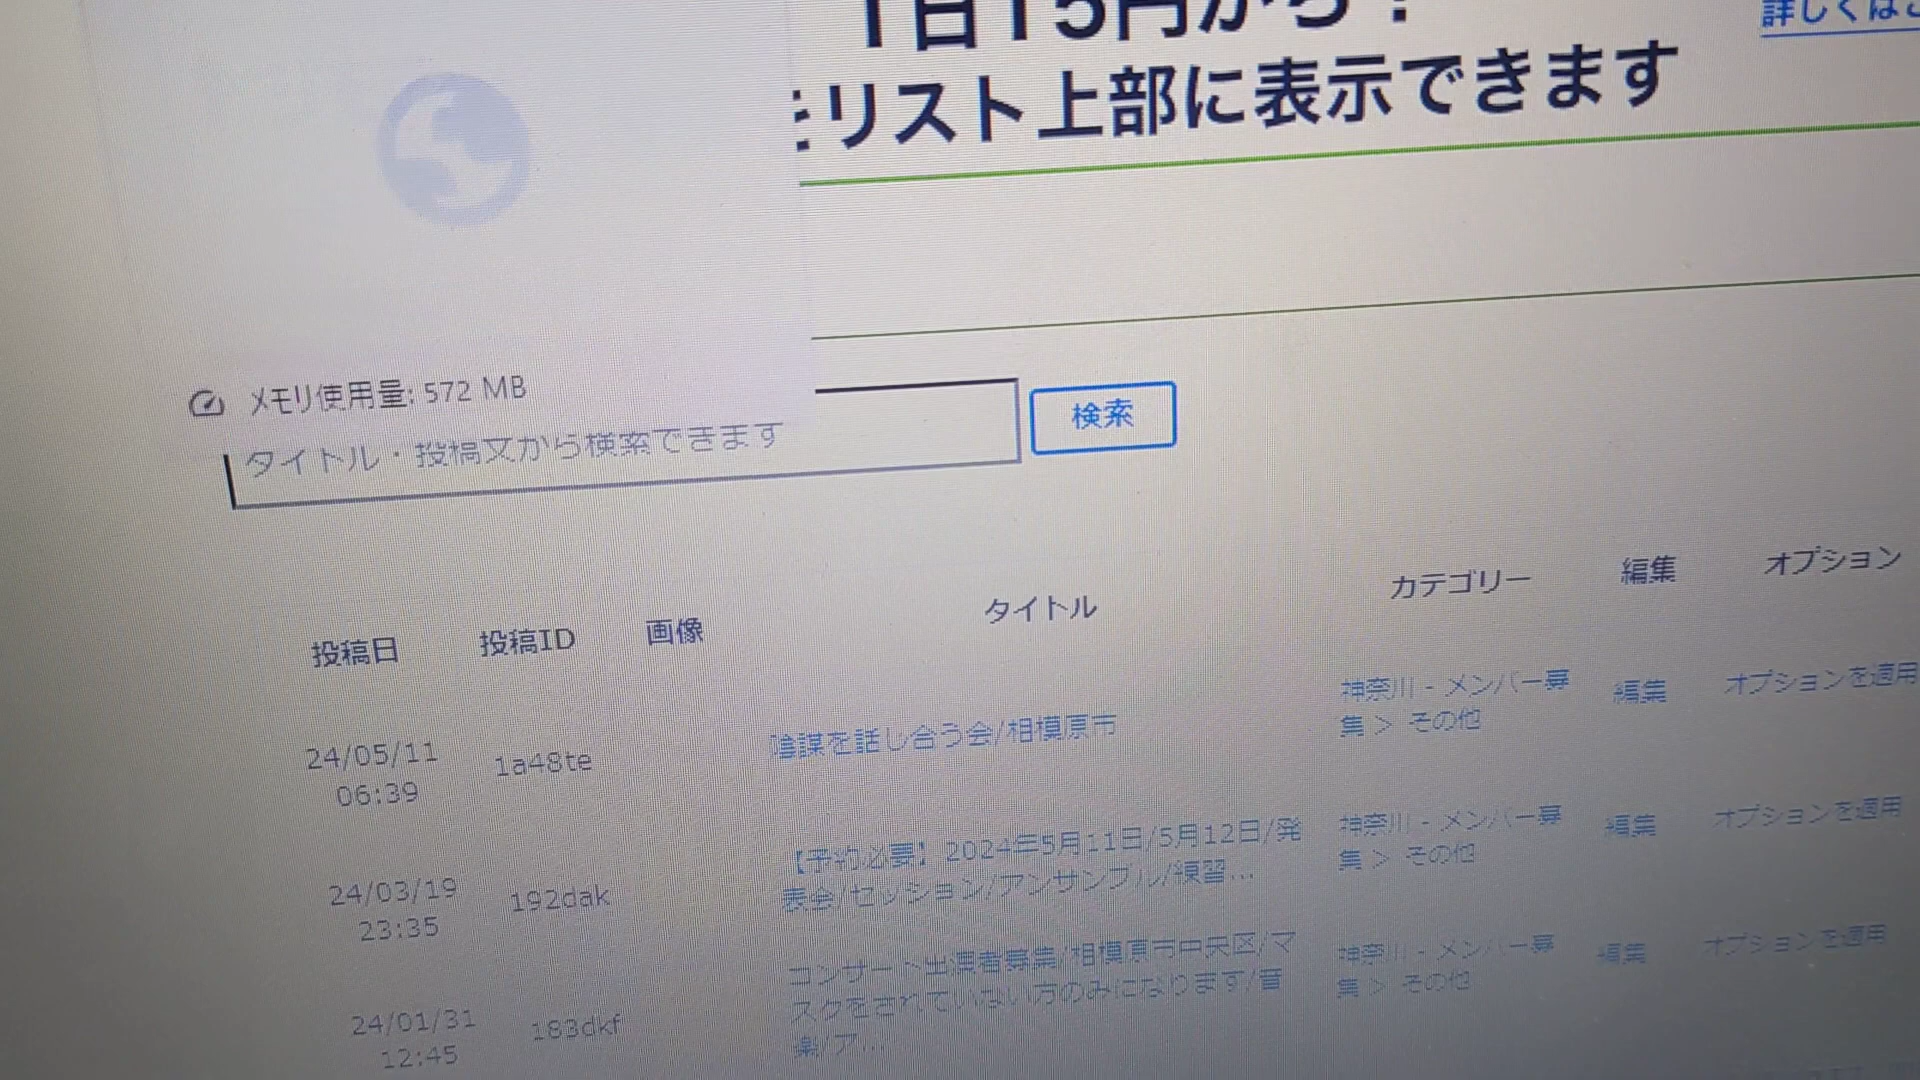 1日15円から！
詳しくはこ
リスト上部に表示できます
メモリ使用量: 572 MB
タイトル・投稿文から検索できます
検索
投稿日 投稿ID 画像 タイトル カテゴリー 編集 オプション
24/05/11 06:39 1a48te 陰謀を話し合う会/相模原市 神奈川 - メンバー募集 > その他 編集 オプションを適用
24/03/19 23:35 192dak 【予約必要】2024年5月11日/5月12日/発表会/セッション/アンサンブル/練習... 神奈川 - メンバー募集 > その他 編集 オプションを適用
24/01/31 12:45 183dkf コンサート出演者募集/相模原市中央区/マスクをされていない方のみになります/音楽/ア... 神奈川 - メンバー募集 > その他 編集 オプションを適用